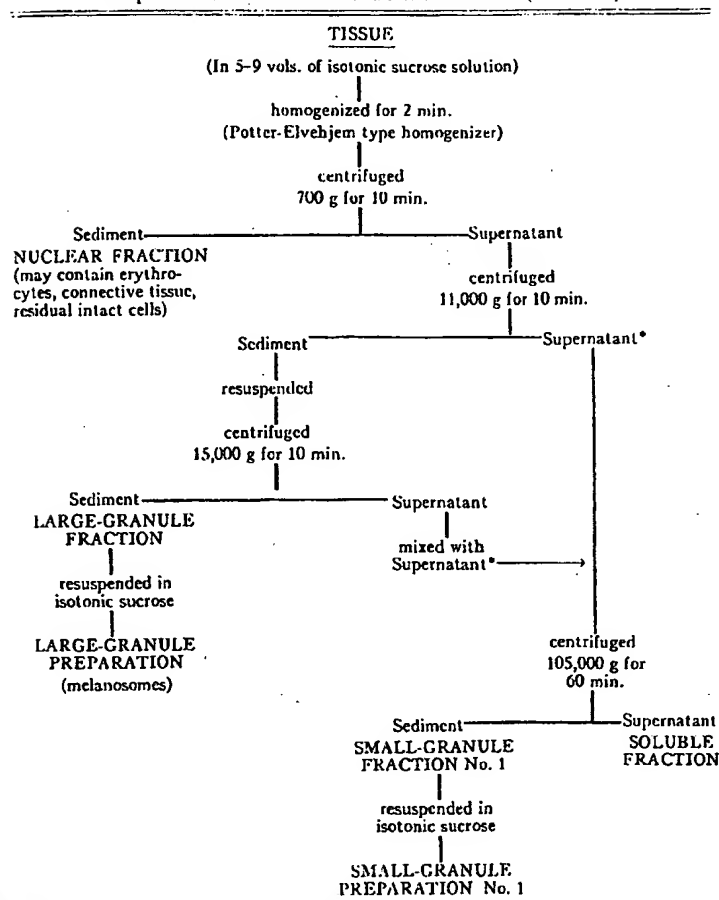 TISSUE
(In 5-9 vols. of isotonic sucrose solution)
homogenized for 2 min.
(Potter-Elvehjem type homogenizer)
centrifuged
700 g for 10 min.
Sediment
Supernatant
NUCLEAR FRACTION
(may contain erythro-
cytes, connective tissue,
residual intact cells)
centrifuged
11,000 g for 10 min.
Sediment
Supernatant*
resuspended
centrifuged
15,000 g for 10 min.
Sediment
Supernatant
LARGE-GRANULE
FRACTION
mixed with
Supernatant*
resuspended in
isotonic sucrose
LARGE-GRANULE
PREPARATION
(melanosomes)
centrifuged
105,000 g for
60 min.
Sediment
Supernatant
SMALL-GRANULE
FRACTION No. 1
SOLUBLE
FRACTION
resuspended in
isotonic sucrose
SMALL-GRANULE
PREPARATION No. 1